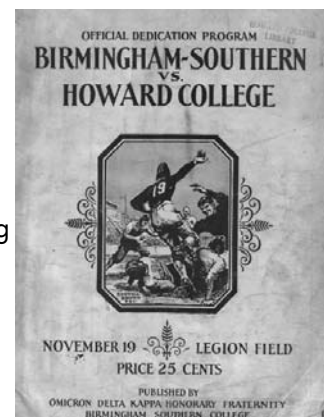 OFFICIAL DEDICATION PROGRAM
BIRMINGHAM-SOUTHERN
VS.
HOWARD COLLEGE
LIBRARY
19
g
NOVEMBER 19 LEGION FIELD
PRICE 25 CENTS
PUBLISHED BY
OMICRON DELTA KAPPA HONORARY FRATERNITY
BIRMINGHAM SOUTHERN COLLEGE